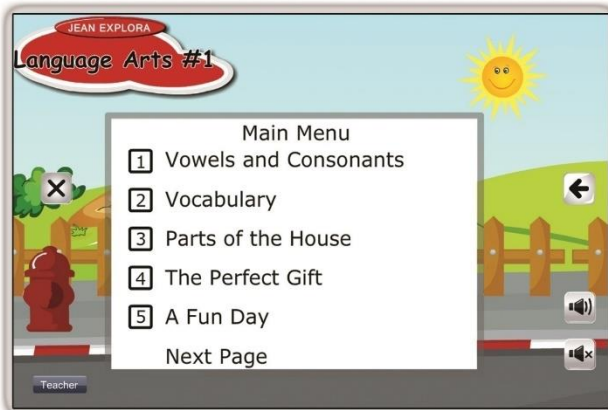 JEAN EXPLORA
Language Arts #1
Main Menu
1 Vowels and Consonants
2 Vocabulary
3 Parts of the House
4 The Perfect Gift
5 A Fun Day
Next Page
Teacher